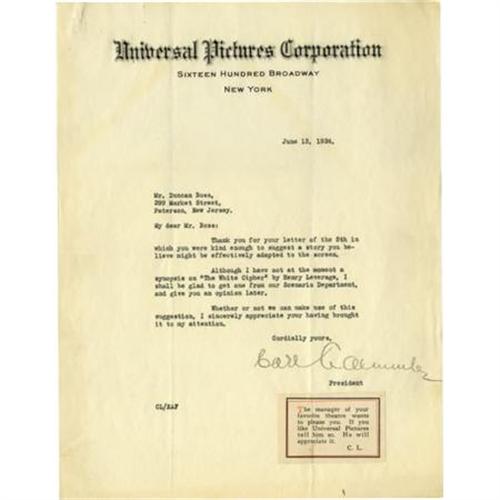 Universal Pictures Corporation
SIXTEEN HUNDRED BROADWAY
NEW YORK
June 13, 1924.
Mr. Duncan Ross,
299 Market Street,
Paterson, New Jersey.
My dear Mr. Ross:
Thank you for your letter of the 8th in
which you were kind enough to suggest a story you be-
lieve might be effectively adapted to the screen.
Although I have not at the moment a
synopsis on "The White Cipher" by Henry Leverage, I
shall be glad to get one from our Scenario Department,
and give you an opinion later.
Whether or not we can make use of this
suggestion, I sincerely appreciate your having brought
it to my attention.
Cordially yours,
Carl Laemmle
President
CL/RAF
The manager of your
favorite theatre wants
to please you. If you
like Universal Pictures
tell him so. He will
appreciate it.
C. L.